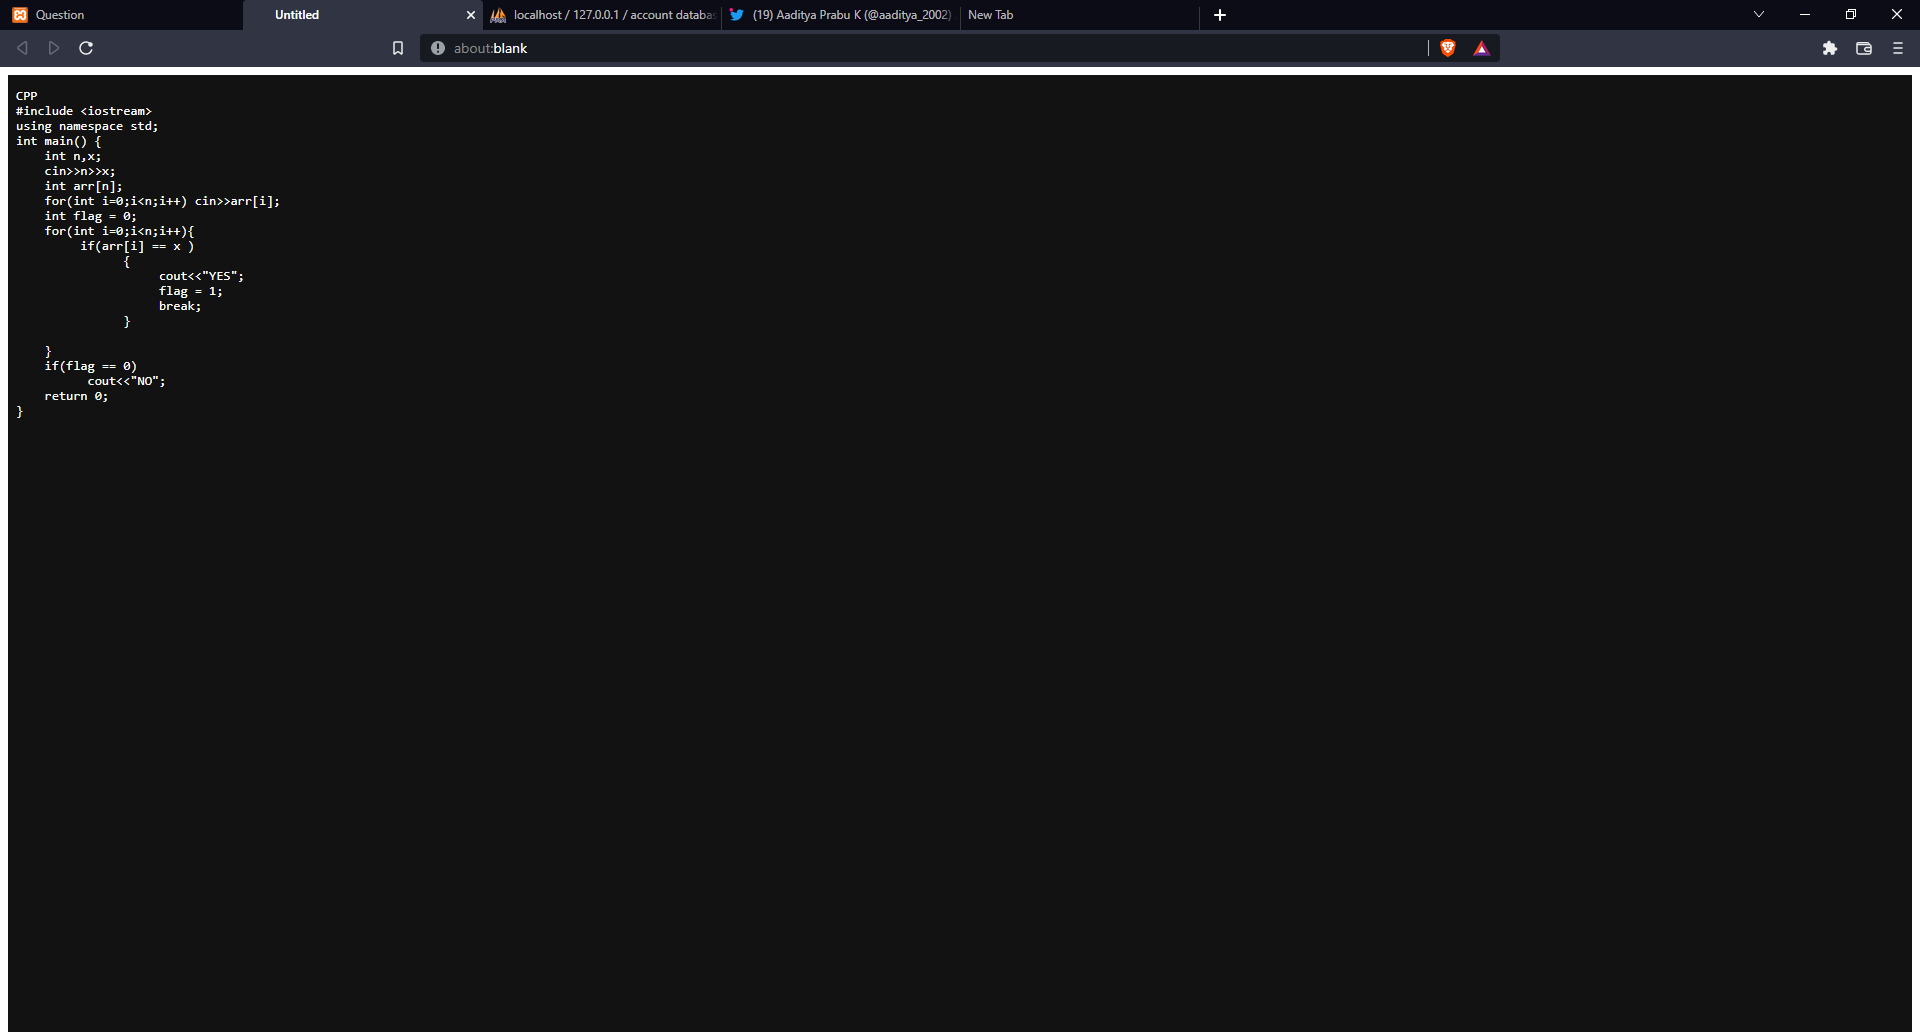 Question
Untitled
localhost / 127.0.0.1 / account databas
(19) Aaditya Prabu K (@aaditya_2002)
New Tab
about:blank
CPP
#include <iostream>
using namespace std;
int main() {
    int n,x;
    cin>>n>>x;
    int arr[n];
    for(int i=0;i<n;i++) cin>>arr[i];
    int flag = 0;
    for(int i=0;i<n;i++){
         if(arr[i] == x )
               {
                    cout<<"YES";
                    flag = 1;
                    break;
               }
    }
    if(flag == 0)
          cout<<"NO";
    return 0;
}